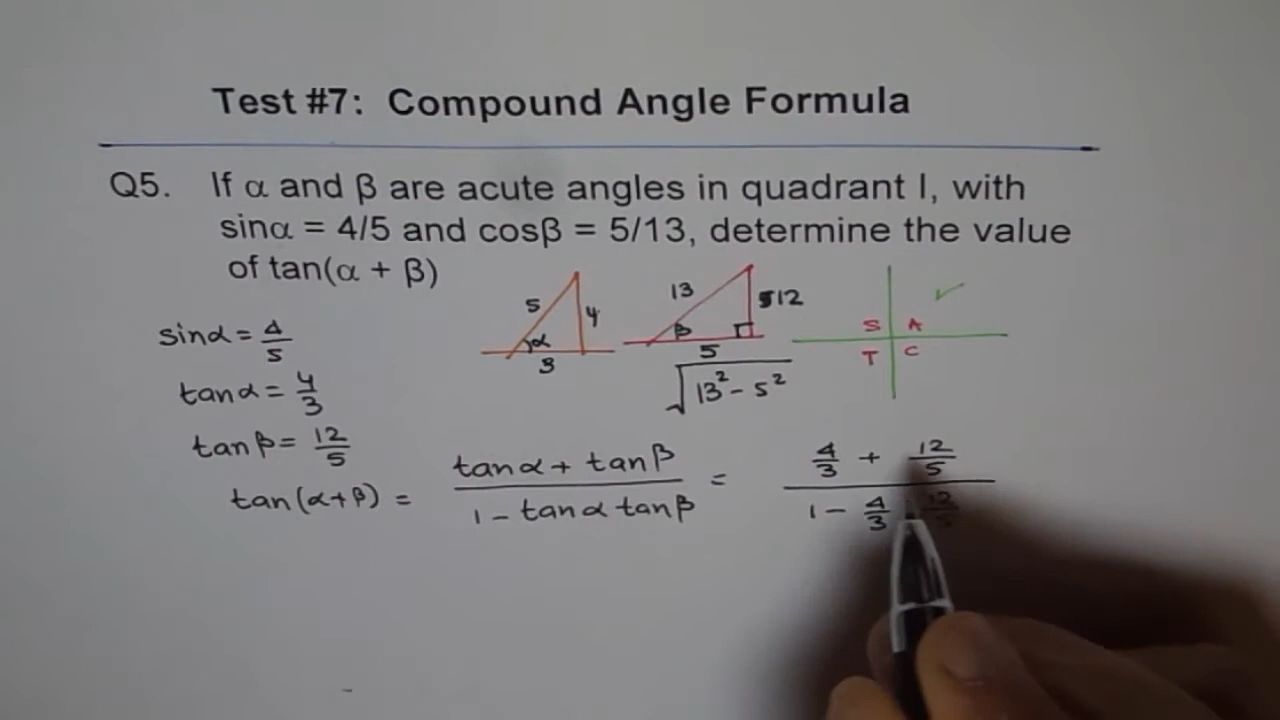 Test #7: Compound Angle Formula
Q5. If α and β are acute angles in quadrant I, with
sinα = 4/5 and cosβ = 5/13, determine the value
of tan(α + β)
5 4 α 3
13 12 β 5
S A
T C
√(13² - 5²)
sinα = 4/5
tanα = 4/3
tanβ = 12/5
tan(α+β) = (tanα + tanβ)/(1 - tanα tanβ) = (4/3 + 12/5)/(1 - 4/3 · 12/5)